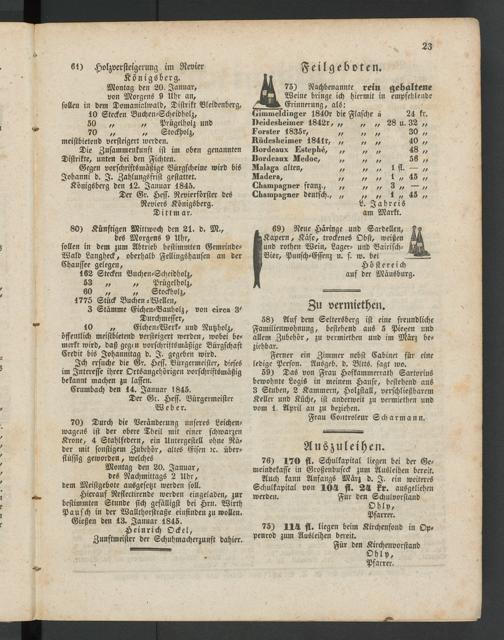 23
61) Holzversteigerung im Revier
Königsberg.
Montag den 20. Januar,
von Morgens 9 Uhr an,
sollen in dem Domanialwald, Distrikt Bleidenberg,
10 Stecken Buchen-Scheidholz,
50 „ „ Prügelholz und
70 „ „ Stockholz,
meistbietend versteigert werden.
Die Zusammenkunft ist im oben genannten
Distrikte, unten bei den Fichten.
Gegen vorschriftsmäßige Bürgscheine wird bis
Johanni d. J. Zahlungsfrist gestattet.
Königsberg den 12. Januar 1845.
Der Gr. Hess. Revierförster des
Reviers Königsberg.
Dittmar.
80) Künftigen Mittwoch den 21. d. M.,
des Morgens 9 Uhr,
sollen in dem zum Abtrieb bestimmten Gemeinde-
Wald Langheck, oberhalb Fellingshausen an der
Chaussee gelegen,
162 Stecken Buchen-Scheidholz,
53 „ „ Prügelholz,
60 „ „ Stockholz,
1775 Stück Buchen-Wellen,
3 Stämme Eichen-Bauholz, von circa 3'
Durchmesser,
10 „ Eichen-Werk- und Nutzholz,
öffentlich meistbietend versteigert werden, wobei be-
merkt wird, daß gegen vorschriftsmäßige Bürgschaft
Credit bis Johannitag d. J. gegeben wird.
Ich ersuche die Gr. Hess. Bürgermeister, dieses
im Interesse ihrer Ortsangehörigen vorschriftsmäßig
bekannt machen zu lassen.
Crumbach den 14. Januar 1845.
Der Gr. Hess. Bürgermeister
Weber.
70) Durch die Veränderung unseres Leichen-
wagens ist der obere Theil mit einer schwarzen
Krone, 4 Stahlfedern, ein Untergestell ohne Rä-
der mit sonstigem Zubehör, altes Eisen ꝛc. über-
flüssig geworden, welches
Montag den 20. Januar,
des Nachmittags 2 Uhr,
dem Meistgebote ausgesetzt werden soll.
Hierauf Reflectirende werden eingeladen, zur
bestimmten Stunde sich gefälligst bei Hrn. Wirth
Pausch in der Wallthorstraße einfinden zu wollen.
Gießen den 13. Januar 1845.
Heinrich Ockel,
Zunftmeister der Schuhmacherzunft dahier.
Feilgeboten.
75) Nachbenannte rein gehaltene
Weine bringe ich hiermit in empfehlende
Erinnerung, als:
Gimmeldinger 1840r die Flasche á 24 kr.
Deidesheimer 1842r, „ „ „ 28 u. 32 „
Forster 1835r, „ „ „ 30 „
Rüdesheimer 1841r, „ „ „ 40 „
Bordeaux Estephé, „ „ „ 48 „
Bordeaux Medoc, „ „ „ 56 „
Malaga alten, „ „ „ 1 fl. — „
Madera, „ „ „ 1 „ 45 „
Champagner franz., „ „ „ 3 „ — „
Champagner deutsch., „ „ „ 1 „ 45 „
L. Jahreis
am Markt.
69) Neue Häringe und Sardellen,
Kapern, Käse, trockenes Obst, weißen
und rothen Wein, Lager- und Bairisch-
Bier, Punsch-Essenz u. s. w. bei
Höstereich
auf der Mäusburg.
Zu vermiethen.
58) Auf dem Seltersberg ist eine freundliche
Familienwohnung, bestehend aus 5 Piecen und
allem Zubehör, zu vermiethen und im März be-
ziehbar.
Ferner ein Zimmer nebst Cabinet für eine
ledige Person. Ausgeb. d. Bltts. sagt wo.
59) Das von Frau Hofkammerrath Sartorius
bewohnte Logis in meinem Hause, bestehend aus
3 Stuben, 2 Kammern, Holzstall, verschließbarem
Keller und Küche, ist anderweit zu vermiethen und
vom 1. April an zu beziehen.
Frau Controleur Scharmann.
Auszuleihen.
76) 170 fl. Schulkapital liegen bei der Ge-
meindekasse in Großenbuseck zum Ausleihen bereit.
Auch kann Anfangs März d. J. ein weiteres
Schulkapital von 104 fl. 24 kr. ausgeliehen
werden. Für den Schulvorstand
Ohly,
Pfarrer.
75) 114 fl. liegen beim Kirchenfond in Op-
penrod zum Ausleihen bereit.
Für den Kirchenvorstand
Ohly,
Pfarrer.